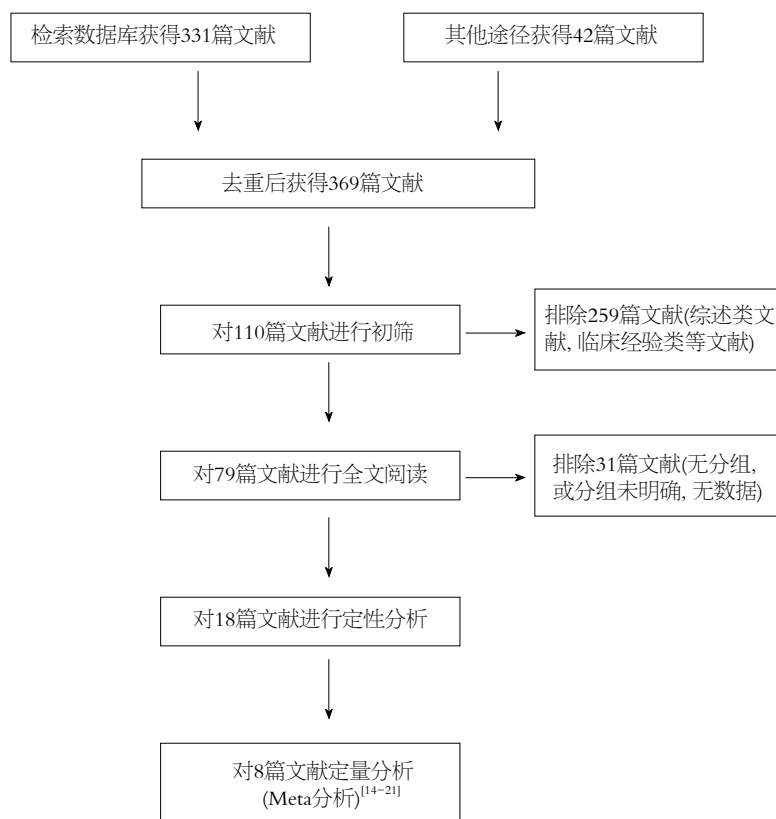 检索数据库获得331篇文献
其他途径获得42篇文献
去重后获得369篇文献
对110篇文献进行初筛
排除259篇文献(综述类文
献, 临床经验类等文献)
对79篇文献进行全文阅读
排除31篇文献(无分组,
或分组未明确, 无数据)
对18篇文献进行定性分析
对8篇文献定量分析
(Meta分析)[14-21]